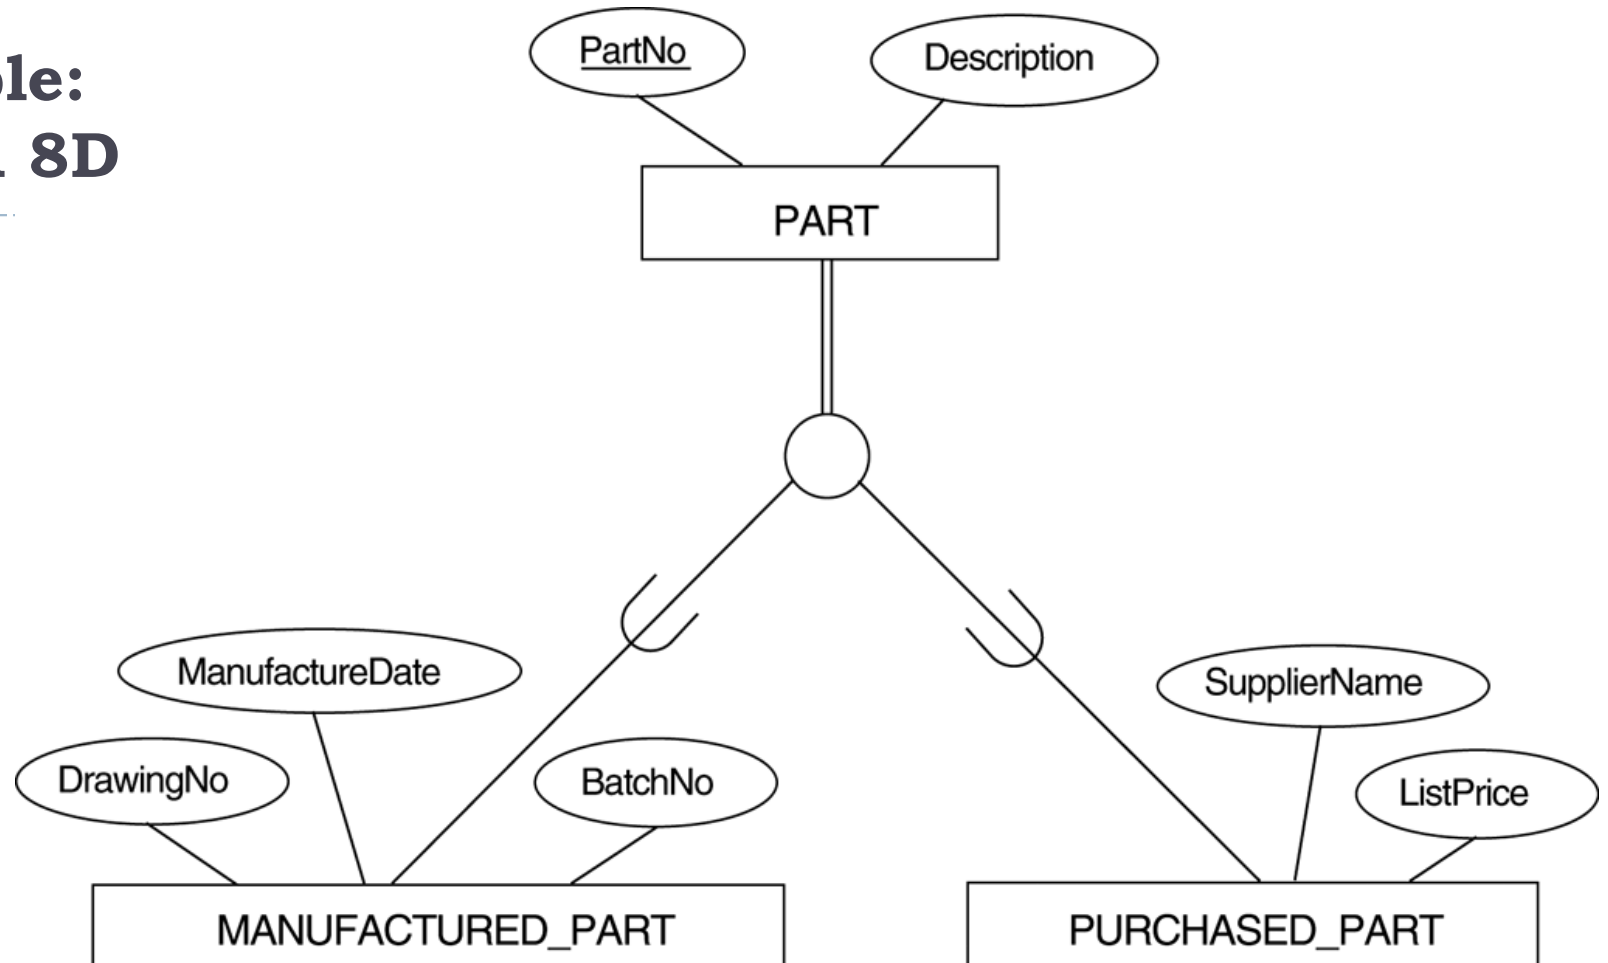 PartNo
Description
ple:
8D
PART
ManufactureDate
SupplierName
DrawingNo
BatchNo
ListPrice
MANUFACTURED_PART
PURCHASED_PART